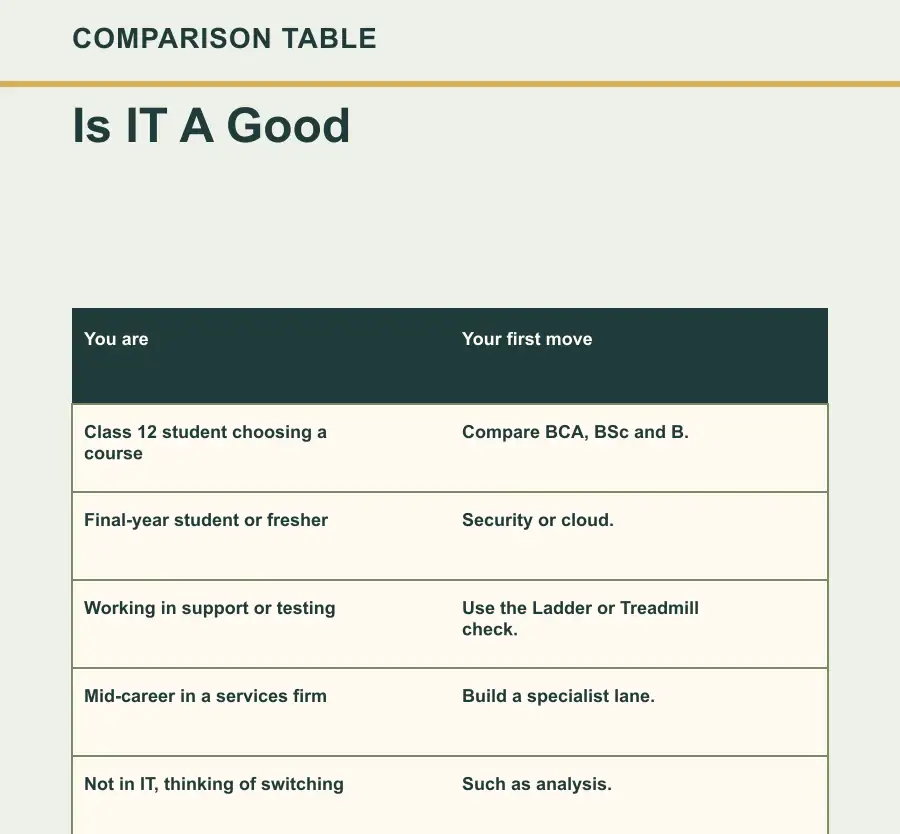 COMPARISON TABLE
Is IT A Good
You are
Your first move
Class 12 student choosing a
course
Compare BCA, BSc and B.
Final-year student or fresher
Security or cloud.
Working in support or testing
Use the Ladder or Treadmill
check.
Mid-career in a services firm
Build a specialist lane.
Not in IT, thinking of switching
Such as analysis.